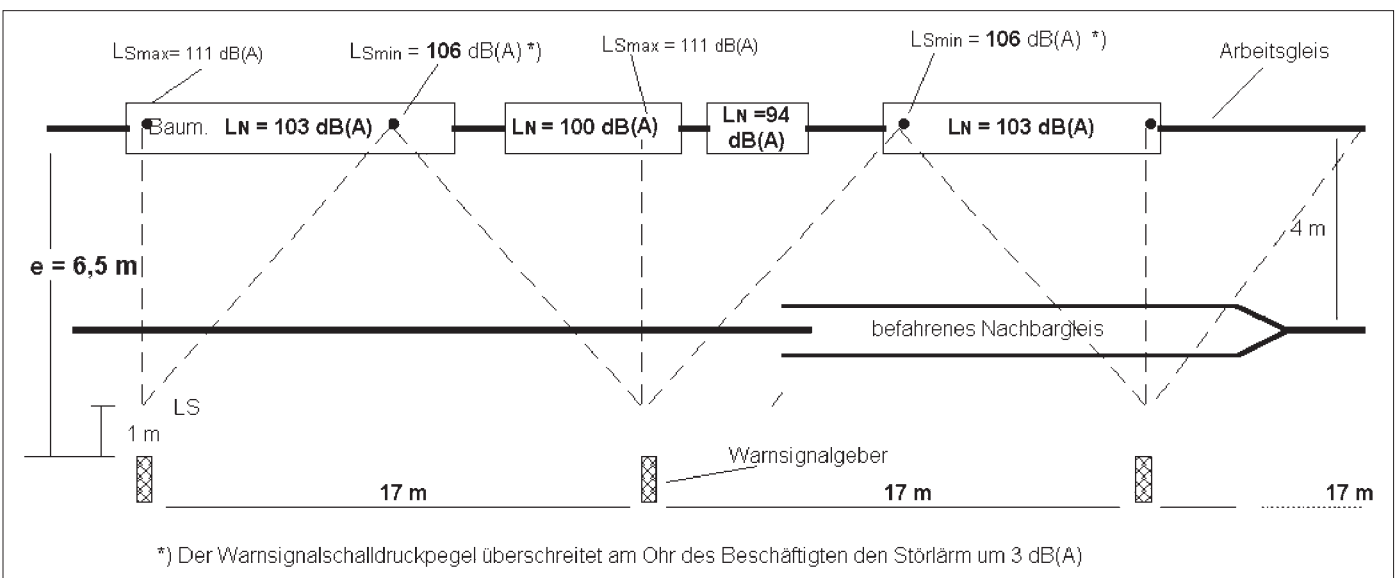 LSmax= 111 dB(A)
LSmin = 106 dB(A) *)
LSmax = 111 dB(A)
LSmin = 106 dB(A) *)
Arbeitsgleis
Baum. LN = 103 dB(A)
LN = 100 dB(A)
LN =94
dB(A)
LN = 103 dB(A)
4 m
e = 6,5 m
befahrenes Nachbargleis
LS
1 m
Warnsignalgeber
17 m
17 m
17 m
*) Der Warnsignalschalldruckpegel überschreitet am Ohr des Beschäftigten den Störlärm um 3 dB(A)